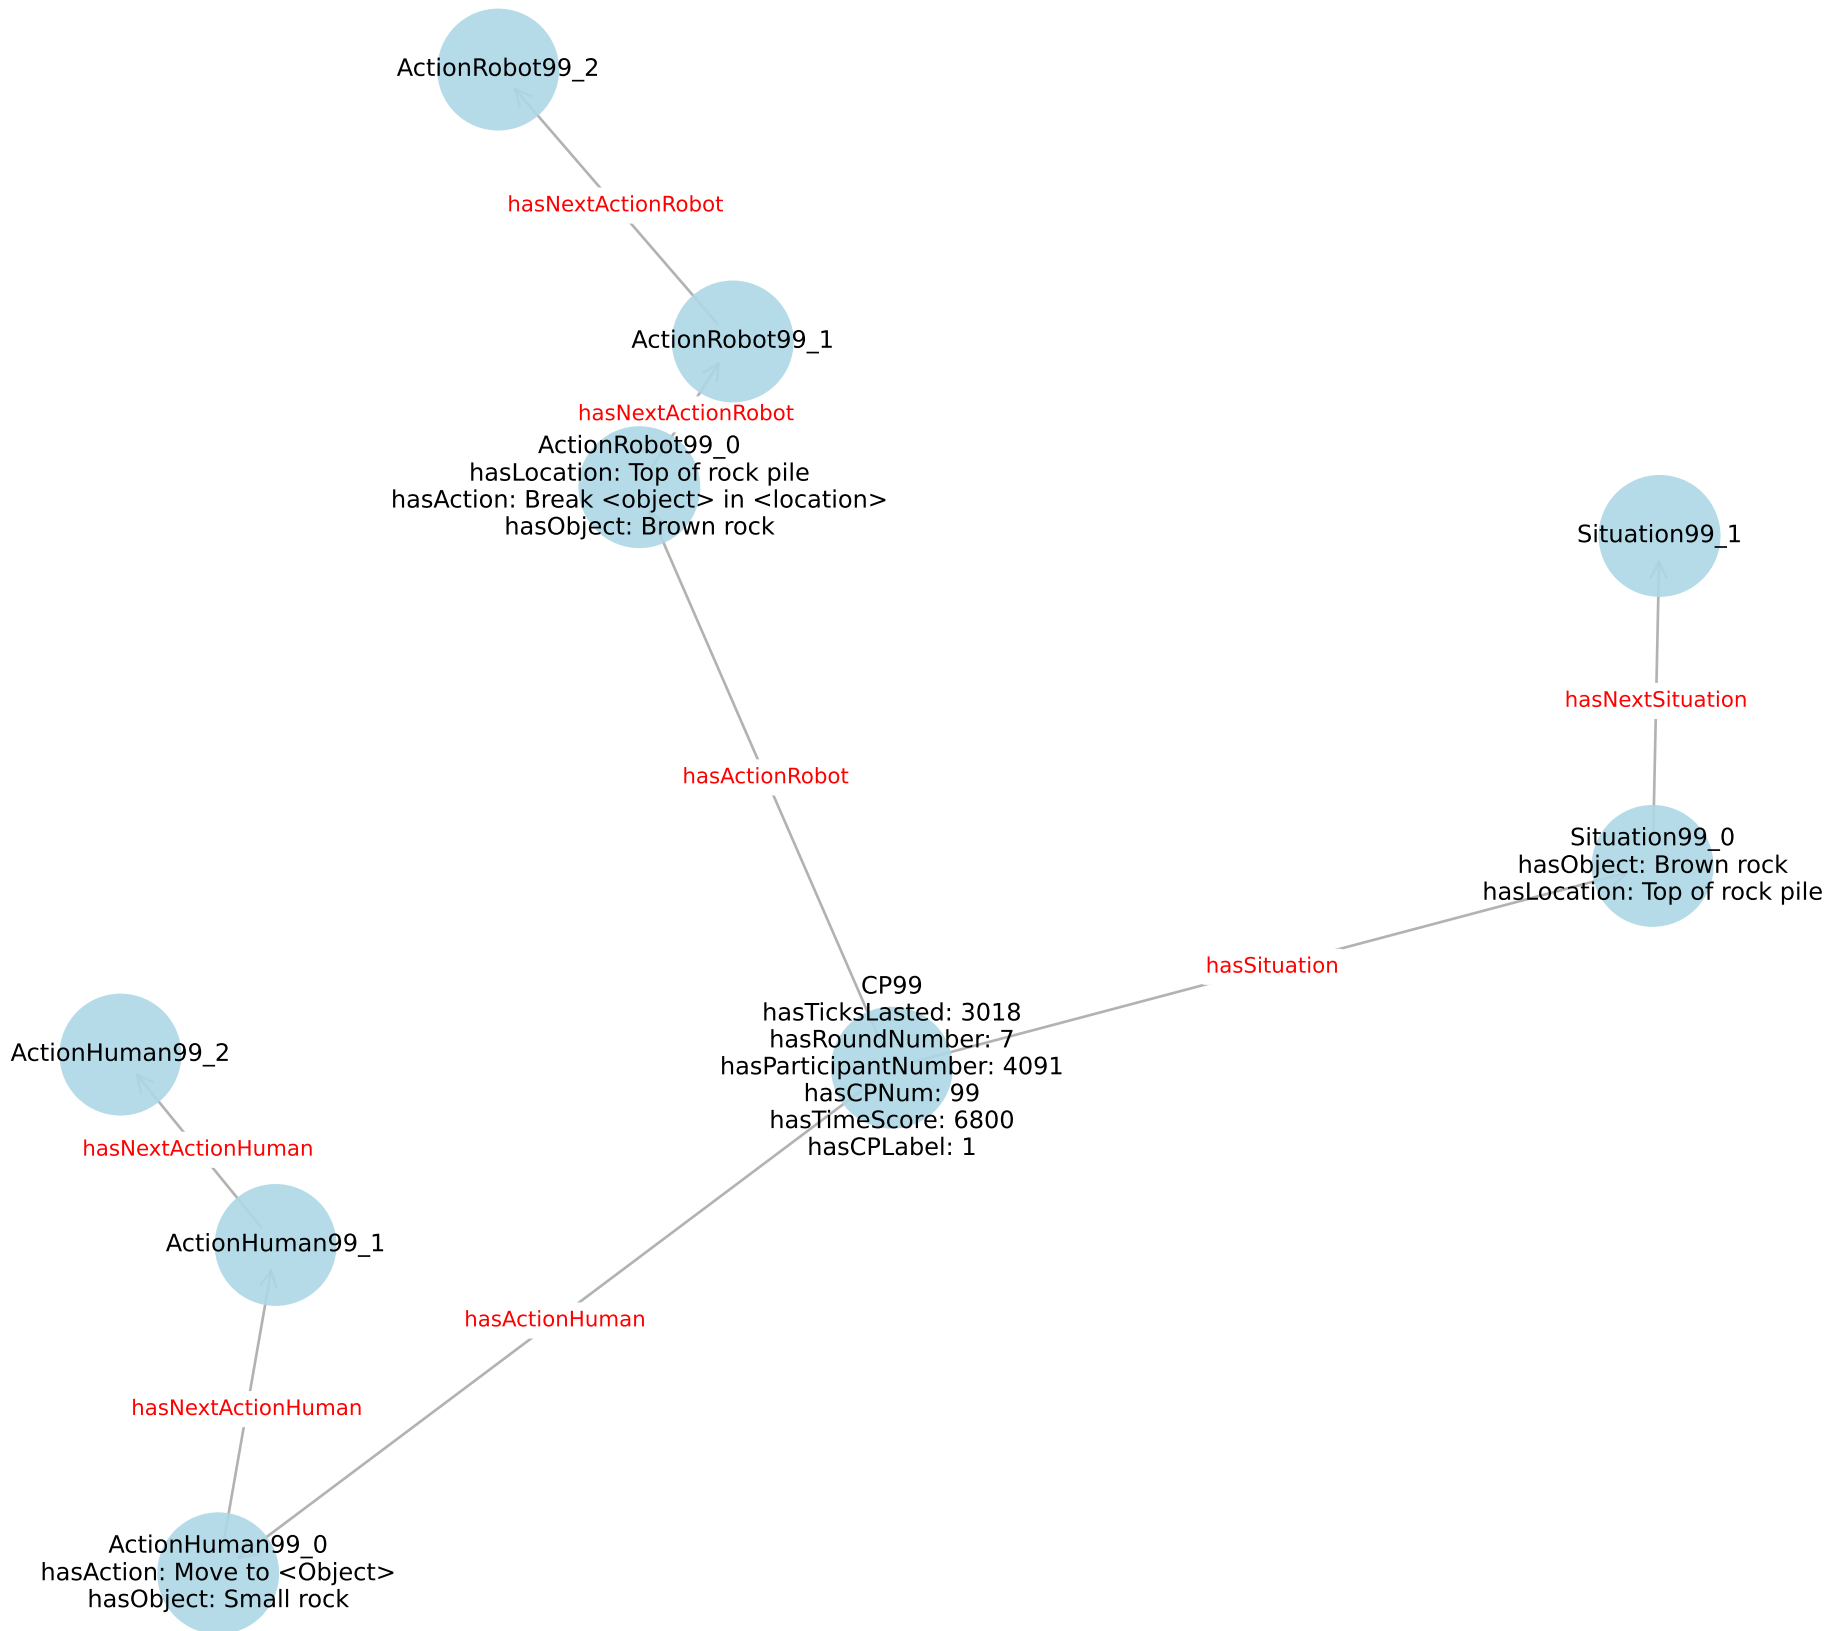 ActionRobot99_2
hasNextActionRobot
ActionRobot99_1
hasNextActionRobot
ActionRobot99_0
hasLocation: Top of rock pile
hasAction: Break <object> in <location>
hasObject: Brown rock
Situation99_1
hasNextSituation
hasActionRobot
Situation99_0
hasObject: Brown rock
hasLocation: Top of rock pile
hasSituation
CP99
hasTicksLasted: 3018
hasRoundNumber: 7
hasParticipantNumber: 4091
hasCPNum: 99
hasTimeScore: 6800
hasCPLabel: 1
ActionHuman99_2
hasNextActionHuman
ActionHuman99_1
hasActionHuman
hasNextActionHuman
ActionHuman99_0
hasAction: Move to <Object>
hasObject: Small rock